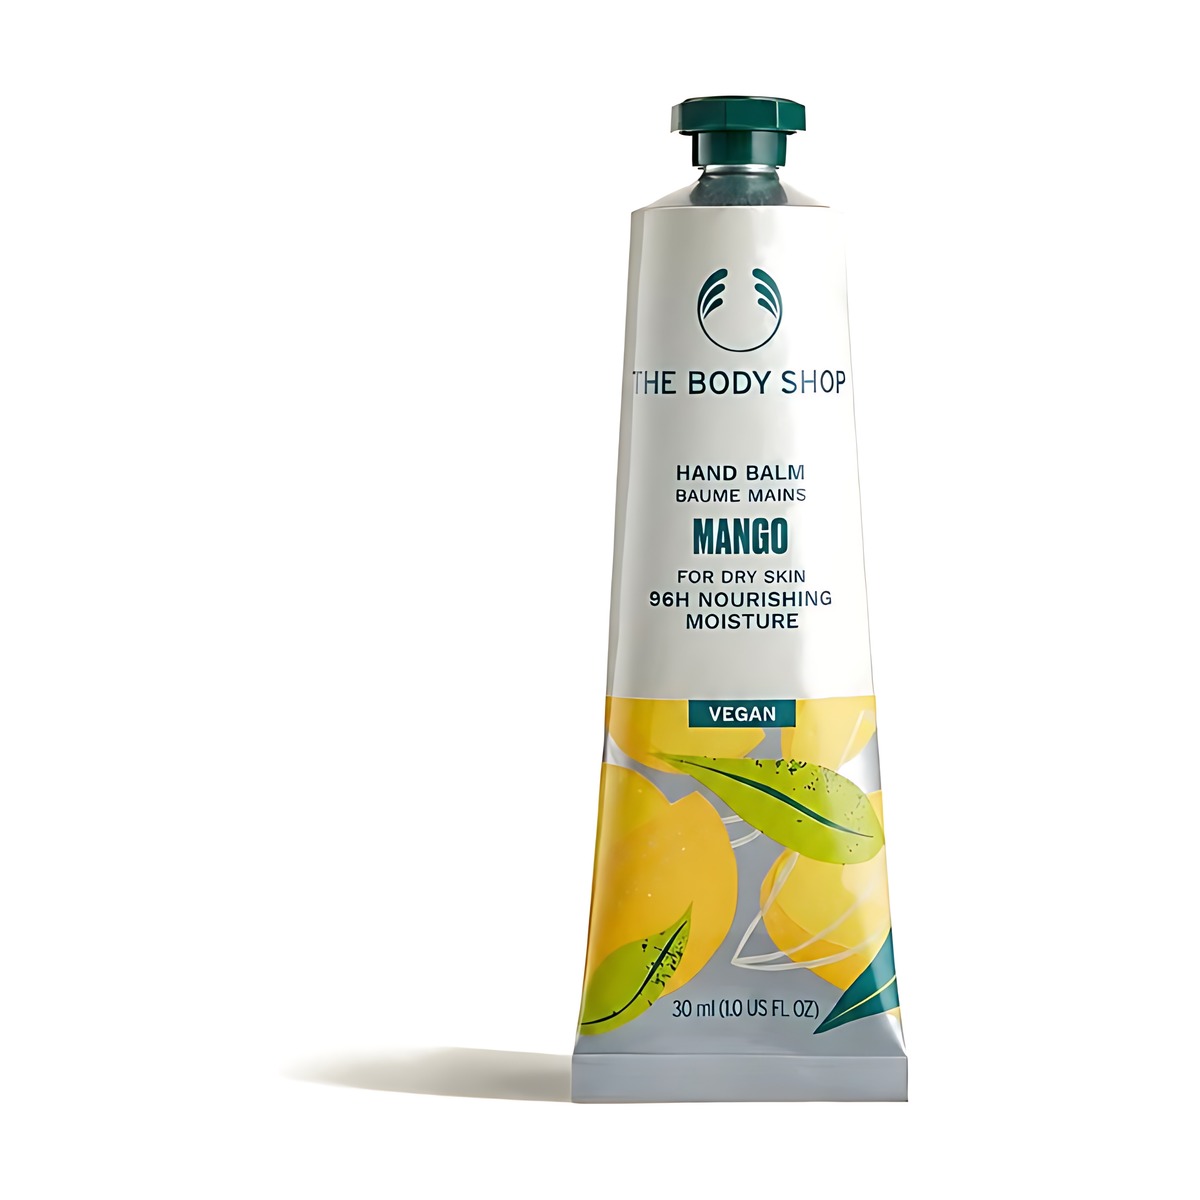 THE BODY SHOP
HAND BALM
BAUME MAINS
MANGO
FOR DRY SKIN
96H NOURISHING
MOISTURE
VEGAN
30 ml (1.0 US FL OZ)